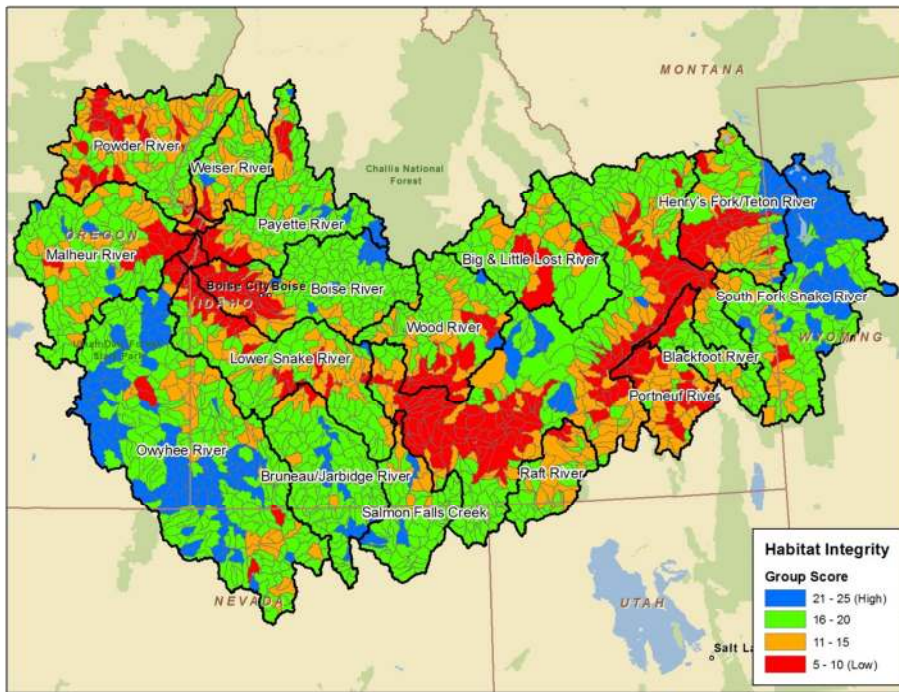 MONTANA
Powder River
Weiser River
Challis National
Forest
Henry's Fork/Teton River
Payette River
OREGON
Malheur River
Big & Little Lost River
Boise City Boise
Boise River
IDAHO
South Fork Snake River
Wood River
WYOMING
Lower Snake River
Blackfoot River
Portneuf River
Owyhee River
Bruneau/Jarbidge River
Raft River
Salmon Falls Creek
NEVADA
UTAH
Salt La
Habitat Integrity
Group Score
21 - 25 (High)
16 - 20
11 - 15
5 - 10 (Low)